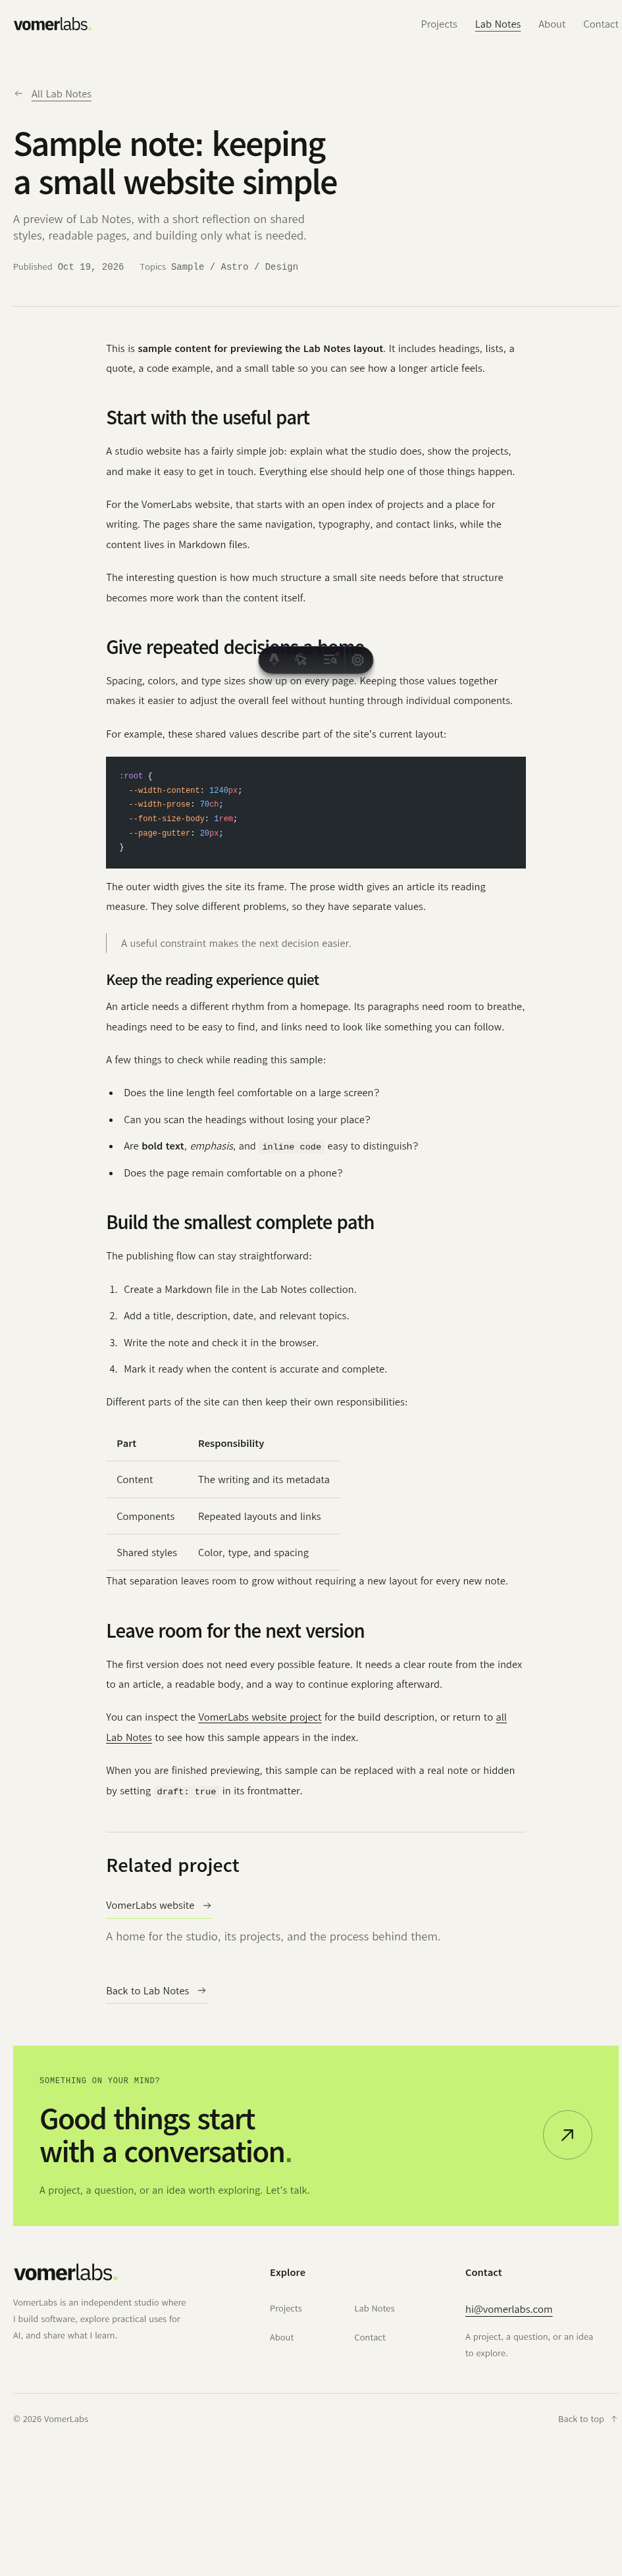 vomerlabs.
Projects Lab Notes About Contact
← All Lab Notes
Sample note: keeping
a small website simple
A preview of Lab Notes, with a short reflection on shared
styles, readable pages, and building only what is needed.
Published Oct 19, 2026 Topics Sample / Astro / Design
This is sample content for previewing the Lab Notes layout. It includes headings, lists, a
quote, a code example, and a small table so you can see how a longer article feels.
Start with the useful part
A studio website has a fairly simple job: explain what the studio does, show the projects,
and make it easy to get in touch. Everything else should help one of those things happen.
For the VomerLabs website, that starts with an open index of projects and a place for
writing. The pages share the same navigation, typography, and contact links, while the
content lives in Markdown files.
The interesting question is how much structure a small site needs before that structure
becomes more work than the content itself.
Give repeated decisions a home
Spacing, colors, and type sizes show up on every page. Keeping those values together
makes it easier to adjust the overall feel without hunting through individual components.
For example, these shared values describe part of the site's current layout:
:root {
--width-content: 1240px;
--width-prose: 70ch;
--font-size-body: 1rem;
--page-gutter: 20px;
}
The outer width gives the site its frame. The prose width gives an article its reading
measure. They solve different problems, so they have separate values.
A useful constraint makes the next decision easier.
Keep the reading experience quiet
An article needs a different rhythm from a homepage. Its paragraphs need room to breathe,
headings need to be easy to find, and links need to look like something you can follow.
A few things to check while reading this sample:
• Does the line length feel comfortable on a large screen?
• Can you scan the headings without losing your place?
• Are bold text, emphasis, and inline code easy to distinguish?
• Does the page remain comfortable on a phone?
Build the smallest complete path
The publishing flow can stay straightforward:
1. Create a Markdown file in the Lab Notes collection.
2. Add a title, description, date, and relevant topics.
3. Write the note and check it in the browser.
4. Mark it ready when the content is accurate and complete.
Different parts of the site can then keep their own responsibilities:
Part Responsibility
Content The writing and its metadata
Components Repeated layouts and links
Shared styles Color, type, and spacing
That separation leaves room to grow without requiring a new layout for every new note.
Leave room for the next version
The first version does not need every possible feature. It needs a clear route from the index
to an article, a readable body, and a way to continue exploring afterward.
You can inspect the VomerLabs website project for the build description, or return to all
Lab Notes to see how this sample appears in the index.
When you are finished previewing, this sample can be replaced with a real note or hidden
by setting draft: true in its frontmatter.
Related project
VomerLabs website →
A home for the studio, its projects, and the process behind them.
Back to Lab Notes →
SOMETHING ON YOUR MIND?
Good things start
with a conversation.
A project, a question, or an idea worth exploring. Let's talk.
vomerlabs.
VomerLabs is an independent studio where
I build software, explore practical uses for
AI, and share what I learn.
Explore
Projects Lab Notes
About Contact
Contact
hi@vomerlabs.com
A project, a question, or an idea
to explore.
© 2026 VomerLabs
Back to top ↑